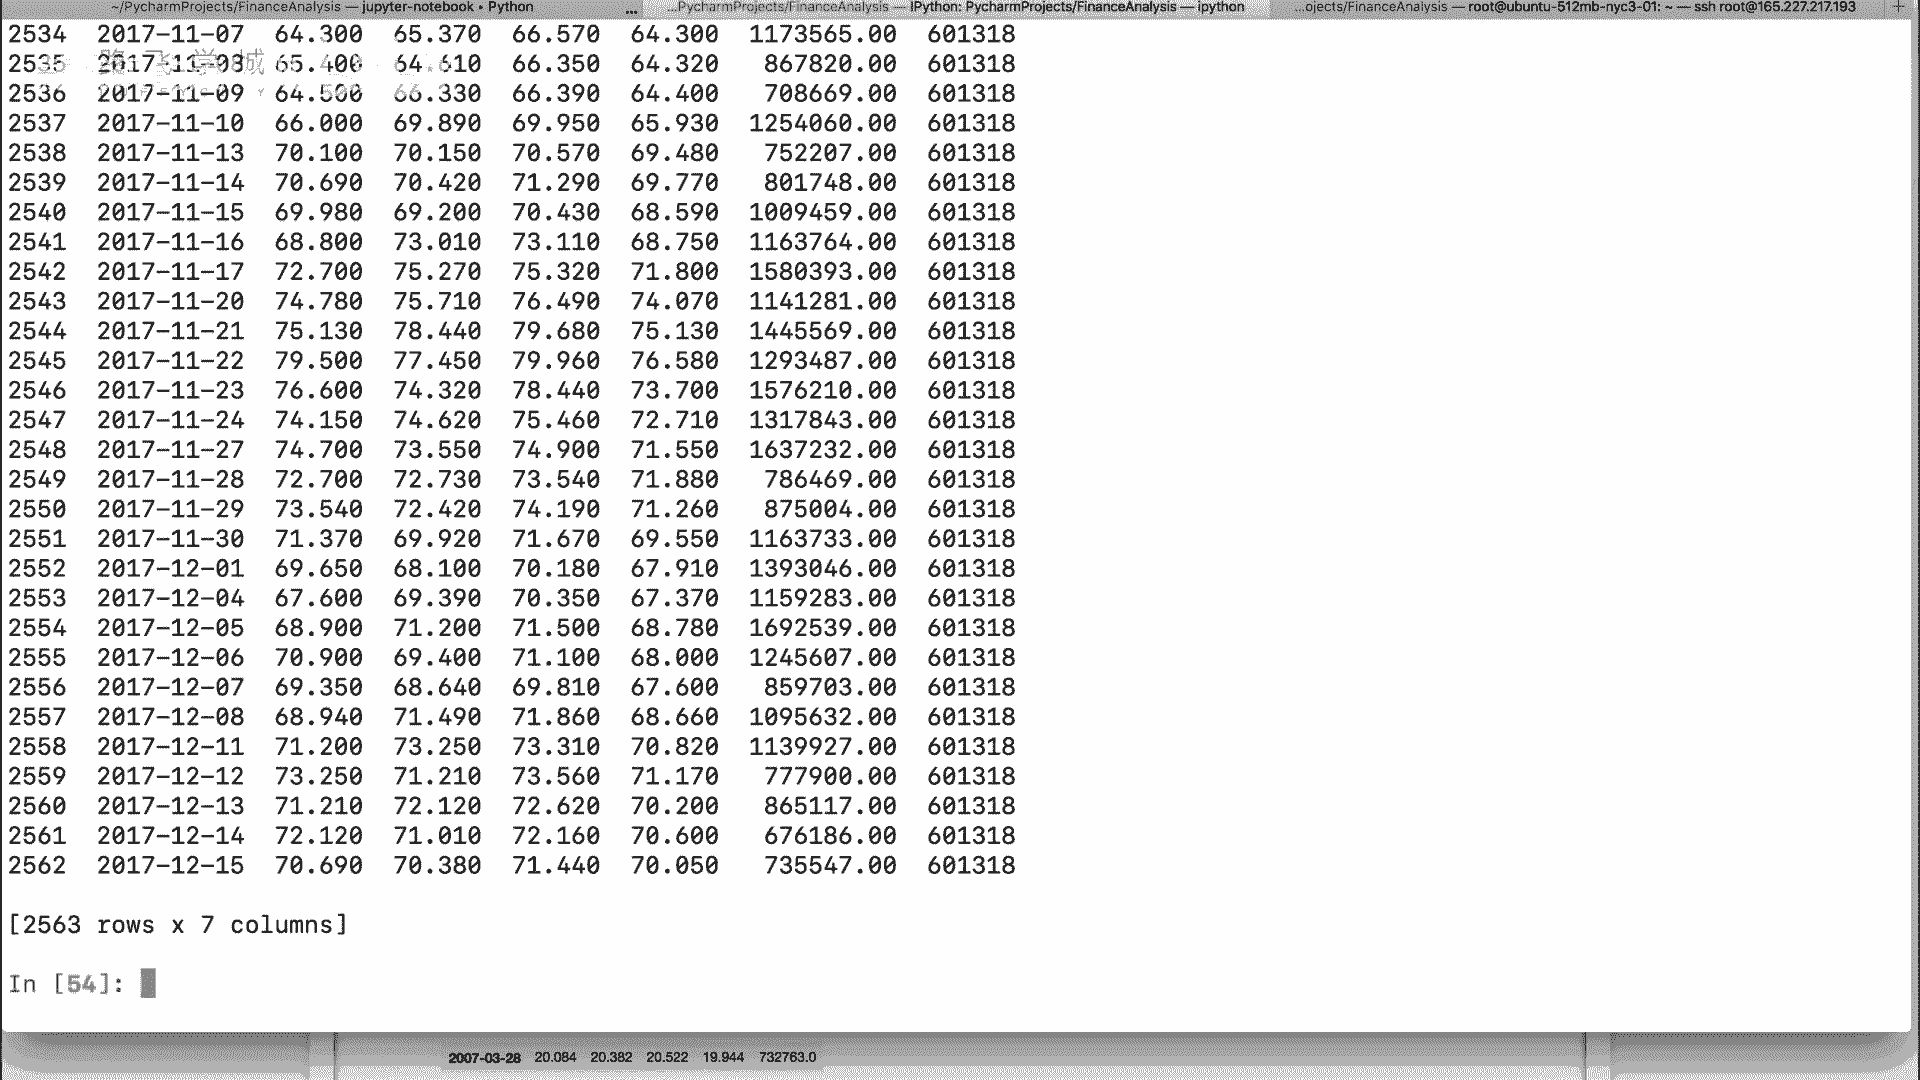 ~/PycharmProjects/FinanceAnalysis — jupyter-notebook • Python ... ...PycharmProjects/FinanceAnalysis — IPython: PycharmProjects/FinanceAnalysis — ipython ...ojects/FinanceAnalysis — root@ubuntu-512mb-nyc3-01: ~ — ssh root@165.227.217.193 +
2534 2017-11-07 64.300 65.370 66.570 64.300 1173565.00 601318
2535 2017-11-08 65.400 64.610 66.350 64.320 867820.00 601318
2536 2017-11-09 64.500 66.330 66.390 64.400 708669.00 601318
2537 2017-11-10 66.000 69.890 69.950 65.930 1254060.00 601318
2538 2017-11-13 70.100 70.150 70.570 69.480 752207.00 601318
2539 2017-11-14 70.690 70.420 71.290 69.770 801748.00 601318
2540 2017-11-15 69.980 69.200 70.430 68.590 1009459.00 601318
2541 2017-11-16 68.800 73.010 73.110 68.750 1163764.00 601318
2542 2017-11-17 72.700 75.270 75.320 71.800 1580393.00 601318
2543 2017-11-20 74.780 75.710 76.490 74.070 1141281.00 601318
2544 2017-11-21 75.130 78.440 79.680 75.130 1445569.00 601318
2545 2017-11-22 79.500 77.450 79.960 76.580 1293487.00 601318
2546 2017-11-23 76.600 74.320 78.440 73.700 1576210.00 601318
2547 2017-11-24 74.150 74.620 75.460 72.710 1317843.00 601318
2548 2017-11-27 74.700 73.550 74.900 71.550 1637232.00 601318
2549 2017-11-28 72.700 72.730 73.540 71.880 786469.00 601318
2550 2017-11-29 73.540 72.420 74.190 71.260 875004.00 601318
2551 2017-11-30 71.370 69.920 71.670 69.550 1163733.00 601318
2552 2017-12-01 69.650 68.100 70.180 67.910 1393046.00 601318
2553 2017-12-04 67.600 69.390 70.350 67.370 1159283.00 601318
2554 2017-12-05 68.900 71.200 71.500 68.780 1692539.00 601318
2555 2017-12-06 70.900 69.400 71.100 68.000 1245607.00 601318
2556 2017-12-07 69.350 68.640 69.810 67.600 859703.00 601318
2557 2017-12-08 68.940 71.490 71.860 68.660 1095632.00 601318
2558 2017-12-11 71.200 73.250 73.310 70.820 1139927.00 601318
2559 2017-12-12 73.250 71.210 73.560 71.170 777900.00 601318
2560 2017-12-13 71.210 72.120 72.620 70.200 865117.00 601318
2561 2017-12-14 72.120 71.010 72.160 70.600 676186.00 601318
2562 2017-12-15 70.690 70.380 71.440 70.050 735547.00 601318
[2563 rows x 7 columns]
In [54]:
2007-03-28 20.084 20.382 20.522 19.944 732763.0